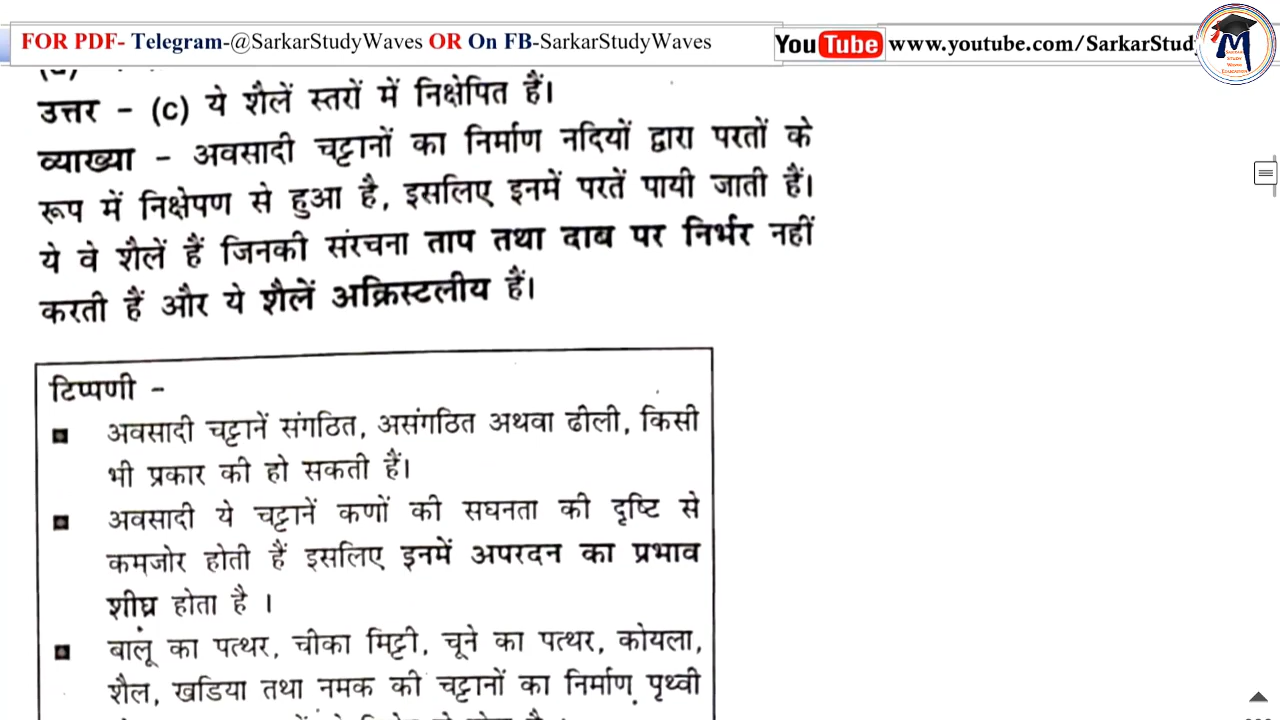 FOR PDF- Telegram-@SarkarStudyWaves OR On FB-SarkarStudyWaves
YouTube www.youtube.com/SarkarStudy
उत्तर – (c) ये शैलें स्तरों में निक्षेपित हैं।
व्याख्या – अवसादी चट्टानों का निर्माण नदियों द्वारा परतों के
रूप में निक्षेपण से हुआ है, इसलिए इनमें परतें पायी जाती हैं।
ये वे शैलें हैं जिनकी संरचना ताप तथा दाब पर निर्भर नहीं
करती हैं और ये शैलें अक्रिस्टलीय हैं।
टिप्पणी –
अवसादी चट्टानें संगठित, असंगठित अथवा ढीली, किसी
भी प्रकार की हो सकती हैं।
अवसादी ये चट्टानें कणों की सघनता की दृष्टि से
कमजोर होती हैं इसलिए इनमें अपरदन का प्रभाव
शीघ्र होता है ।
बालू का पत्थर, चीका मिट्टी, चूने का पत्थर, कोयला,
शैल, खडिया तथा नमक की चट्टानों का निर्माण पृथ्वी